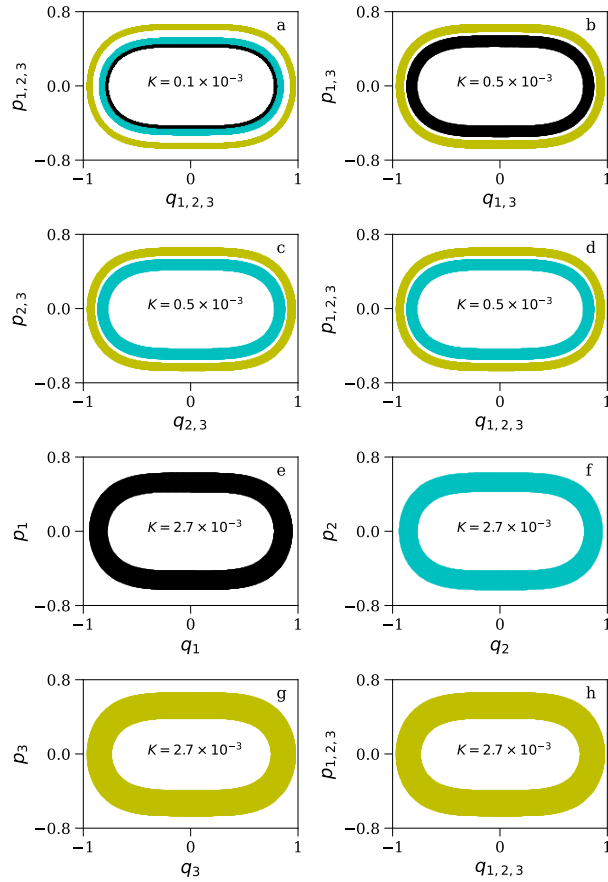 a
K = 0.1 × 10⁻³
p₁,₂,₃
0.0
−0.8
−1
0
1
q₁,₂,₃
b
K = 0.5 × 10⁻³
p₁,₃
0.0
−0.8
−1
0
1
q₁,₃
0.8
c
K = 0.5 × 10⁻³
p₂,₃
0.0
−0.8
−1
0
1
q₂,₃
0.8
d
K = 0.5 × 10⁻³
p₁,₂,₃
0.0
−0.8
−1
0
1
q₁,₂,₃
0.8
e
K = 2.7 × 10⁻³
p₁
0.0
−0.8
−1
0
1
q₁
0.8
f
K = 2.7 × 10⁻³
p₂
0.0
−0.8
−1
0
1
q₂
0.8
g
K = 2.7 × 10⁻³
p₃
0.0
−0.8
−1
0
1
q₃
0.8
h
K = 2.7 × 10⁻³
p₁,₂,₃
0.0
−0.8
−1
0
1
q₁,₂,₃